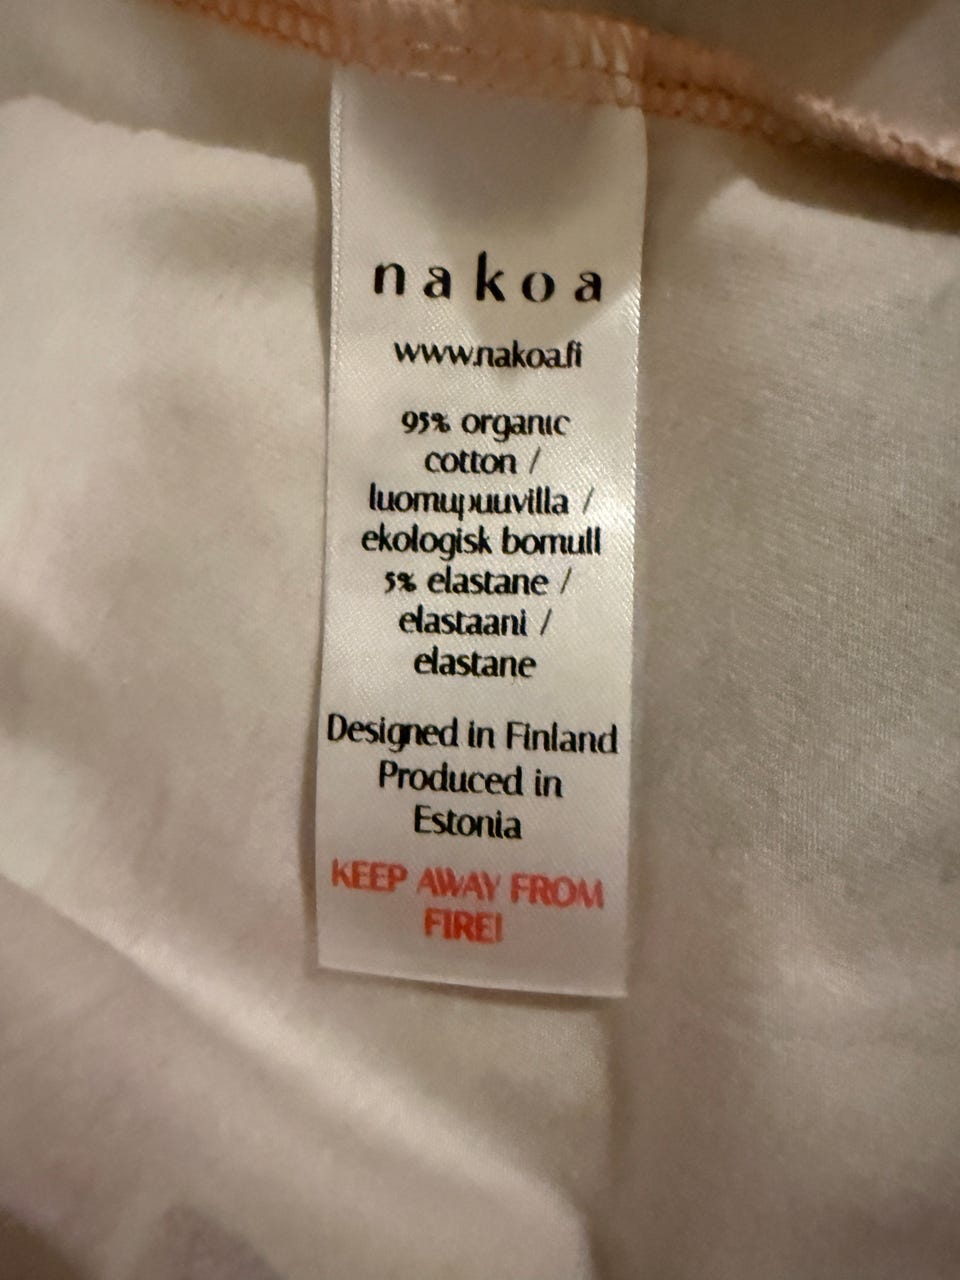 nakoa
www.nakoa.fi
95% organic
cotton /
luomupuuvilla /
ekologisk bomull
5% elastane /
elastaani /
elastane
Designed in Finland
Produced in
Estonia
KEEP AWAY FROM
FIRE!